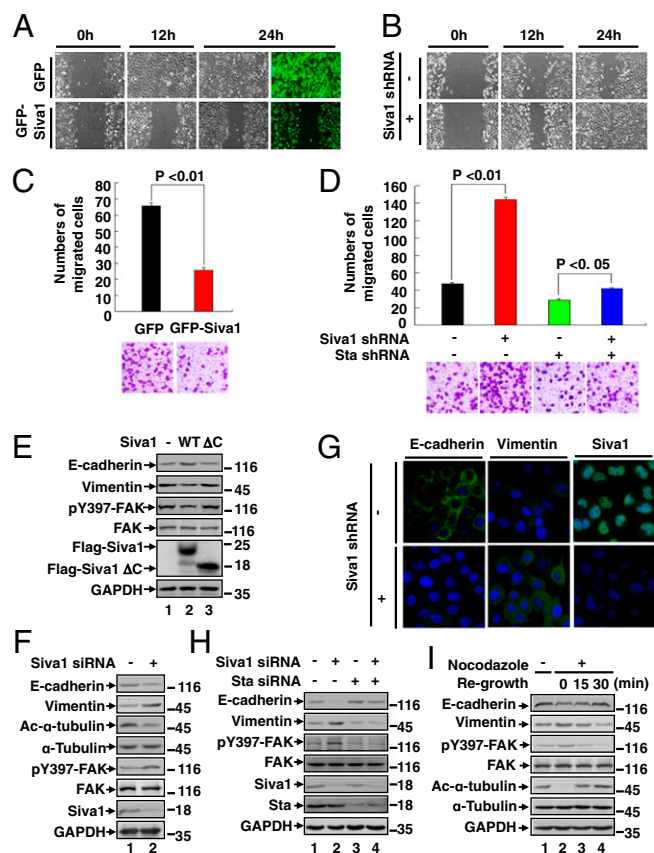 A
0h 12h 24h
GFP
GFP-Siva1
B
0h 12h 24h
Siva1 shRNA
-
+
C
P <0.01
Numbers of migrated cells
80
70
60
50
40
30
20
10
0
GFP GFP-Siva1
D
P <0.01
P <0. 05
Numbers of migrated cells
160
140
120
100
80
60
40
20
0
Siva1 shRNA - + - +
Sta shRNA - - + +
E
Siva1 - WT ΔC
E-cadherin 116
Vimentin 45
pY397-FAK 116
FAK 116
Flag-Siva1 25
Flag-Siva1 ΔC 18
GAPDH 35
1 2 3
G
E-cadherin Vimentin Siva1
Siva1 shRNA
-
+
F
Siva1 siRNA - +
E-cadherin 116
Vimentin 45
Ac-α-tubulin 45
α-Tubulin 45
pY397-FAK 116
FAK 116
Siva1 18
GAPDH 35
1 2
H
Siva1 siRNA - + - +
Sta siRNA - - + +
E-cadherin 116
Vimentin 45
pY397-FAK 116
FAK 116
Siva1 18
Sta 18
GAPDH 35
1 2 3 4
I
Nocodazole - +
Re-growth 0 15 30 (min)
E-cadherin 116
Vimentin 45
pY397-FAK 116
FAK 116
Ac-α-tubulin 45
α-Tubulin 45
GAPDH 35
1 2 3 4